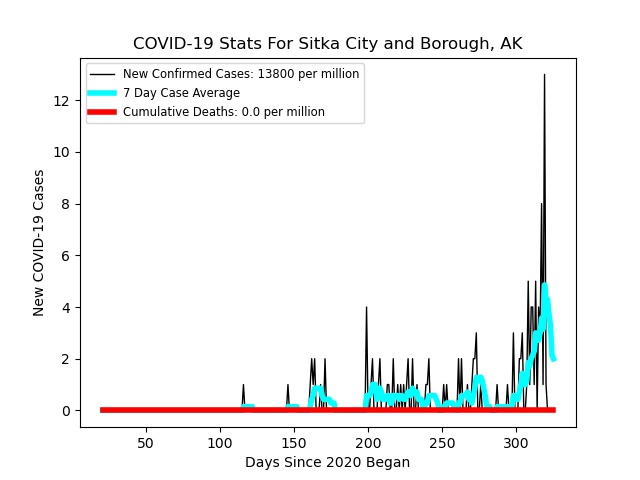 COVID-19 Stats For Sitka City and Borough, AK
New Confirmed Cases: 13800 per million
7 Day Case Average
Cumulative Deaths: 0.0 per million
New COVID-19 Cases
12
10
8
6
4
2
0
50 100 150 200 250 300
Days Since 2020 Began